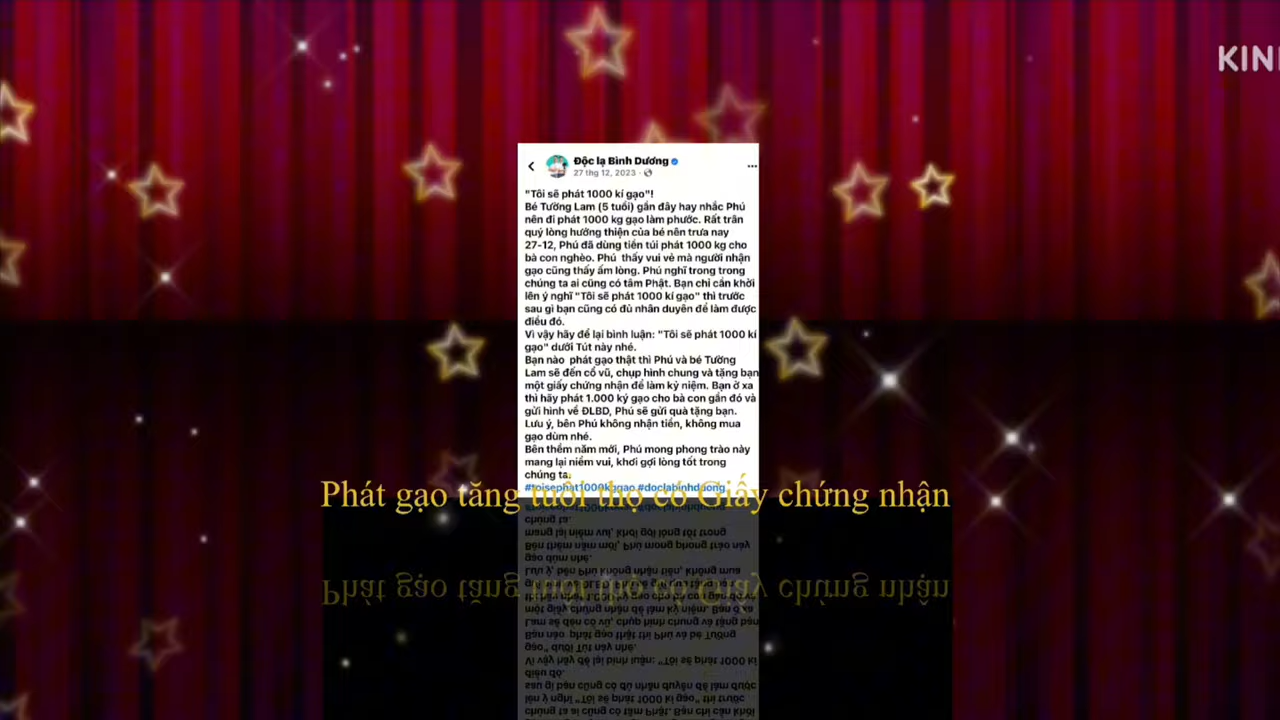 KINE
Độc lạ Bình Dương
27 thg 12, 2023
"Tôi sẽ phát 1000 kí gạo"!
Bé Tường Lam (5 tuổi) gần đây hay nhắc Phú
nên đi phát 1000 kg gạo làm phước. Rất trân
quý lòng hướng thiện của bé nên trưa nay
27-12, Phú đã dùng tiền túi phát 1000 kg cho
bà con nghèo. Phú thấy vui vẻ mà người nhận
gạo cũng thấy ấm lòng. Phú nghĩ trong trong
chúng ta ai cũng có tâm Phật. Bạn chỉ cần khởi
lên ý nghĩ "Tôi sẽ phát 1000 kí gạo" thì trước
sau gì bạn cũng có đủ nhân duyên để làm được
điều đó.
Vì vậy hãy để lại bình luận: "Tôi sẽ phát 1000 kí
gạo" dưới Tút này nhé.
Bạn nào phát gạo thật thì Phú và bé Tường
Lam sẽ đến cổ vũ, chụp hình chung và tặng bạn
một giấy chứng nhận để làm kỷ niệm. Bạn ở xa
thì hãy phát 1.000 ký gạo cho bà con gần đó và
gửi hình về ĐLBD, Phú sẽ gửi quà tặng bạn.
Lưu ý, bên Phú không nhận tiền, không mua
gạo dùm nhé.
Bên thềm năm mới, Phú mong phong trào này
mang lại niềm vui, khơi gợi lòng tốt trong
chúng ta.
#toisephat1000kggao #doclabinhduong
Phát gạo tăng tuổi thọ có Giấy chứng nhận